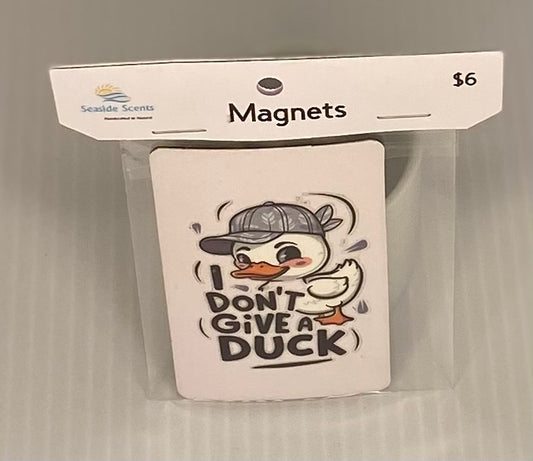 Seaside Scents
$6
Magnets
I
DON'T
GiVE A
DUCK